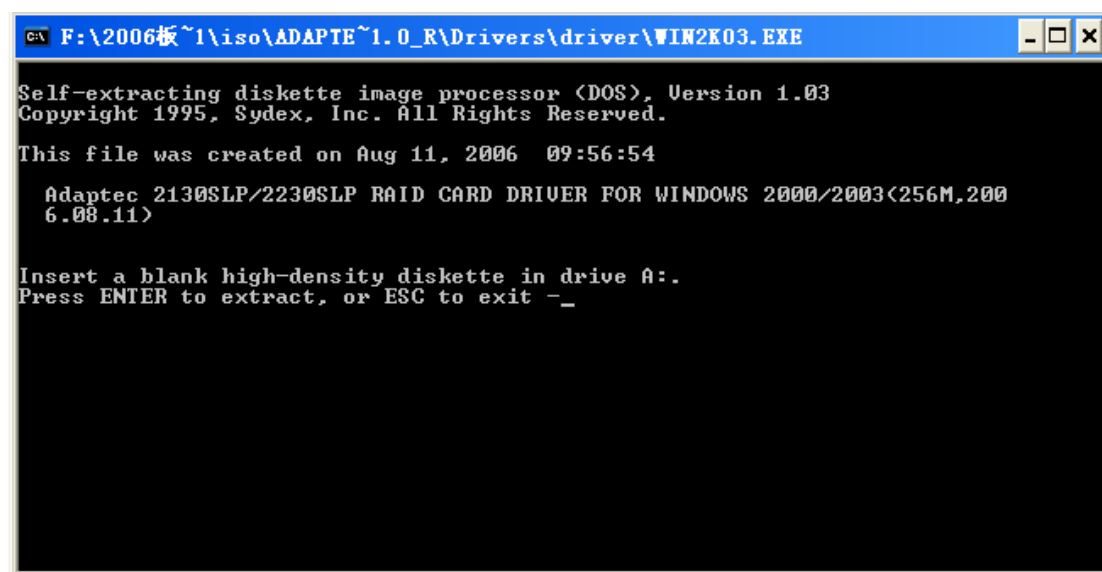 F:\2006板~1\iso\ADAPTE~1.0_R\Drivers\driver\WIN2K03.EXE
Self-extracting diskette image processor (DOS), Version 1.03
Copyright 1995, Sydex, Inc. All Rights Reserved.
This file was created on Aug 11, 2006  09:56:54
Adaptec 2130SLP/2230SLP RAID CARD DRIVER FOR WINDOWS 2000/2003(256M,200
6.08.11)
Insert a blank high-density diskette in drive A:.
Press ENTER to extract, or ESC to exit -_